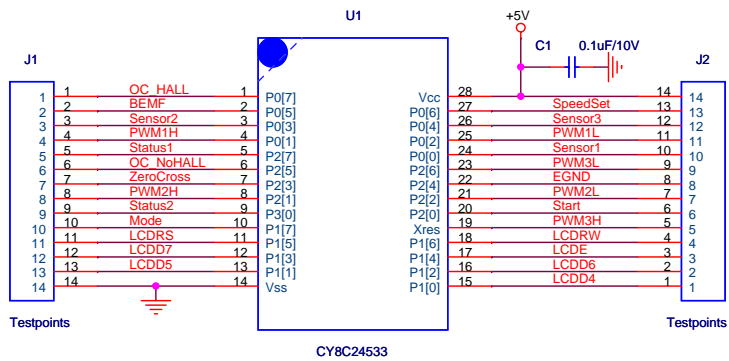 U1
+5V
C1 0.1uF/10V
J1
J2
1 1 OC_HALL 1 P0[7] Vcc 28 14 14
2 2 BEMF 2 P0[5] P0[6] 27 SpeedSet 13 13
3 3 Sensor2 3 P0[3] P0[4] 26 Sensor3 12 12
4 4 PWM1H 4 P0[1] P0[2] 25 PWM1L 11 11
5 5 Status1 5 P2[7] P0[0] 24 Sensor1 10 10
6 6 OC_NoHALL 6 P2[5] P2[6] 23 PWM3L 9 9
7 7 ZeroCross 7 P2[3] P2[4] 22 EGND 8 8
8 8 PWM2H 8 P2[1] P2[2] 21 PWM2L 7 7
9 9 Status2 9 P3[0] P2[0] 20 Start 6 6
10 10 Mode 10 P1[7] Xres 19 PWM3H 5 5
11 11 LCDRS 11 P1[5] P1[6] 18 LCDRW 4 4
12 12 LCDD7 12 P1[3] P1[4] 17 LCDE 3 3
13 13 LCDD5 13 P1[1] P1[2] 16 LCDD6 2 2
14 14 14 Vss P1[0] 15 LCDD4 1 1
Testpoints
Testpoints
CY8C24533